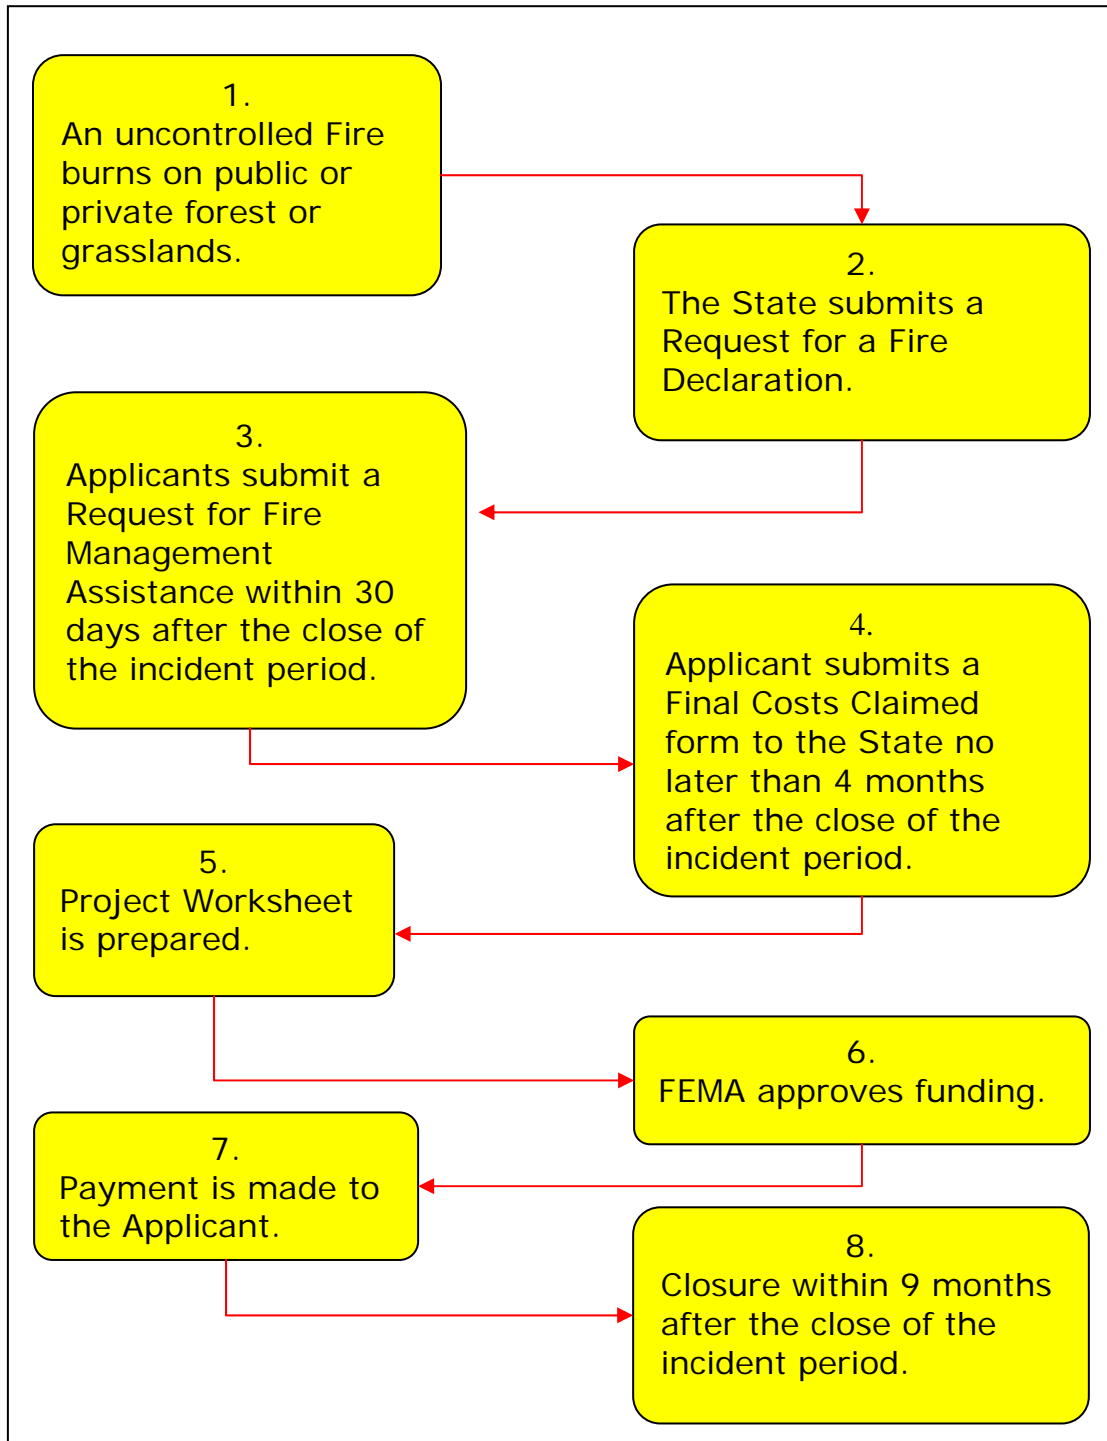 1.
An uncontrolled Fire
burns on public or
private forest or
grasslands.
2.
The State submits a
Request for a Fire
Declaration.
3.
Applicants submit a
Request for Fire
Management
Assistance within 30
days after the close of
the incident period.
4.
Applicant submits a
Final Costs Claimed
form to the State no
later than 4 months
after the close of the
incident period.
5.
Project Worksheet
is prepared.
6.
FEMA approves funding.
7.
Payment is made to
the Applicant.
8.
Closure within 9 months
after the close of the
incident period.